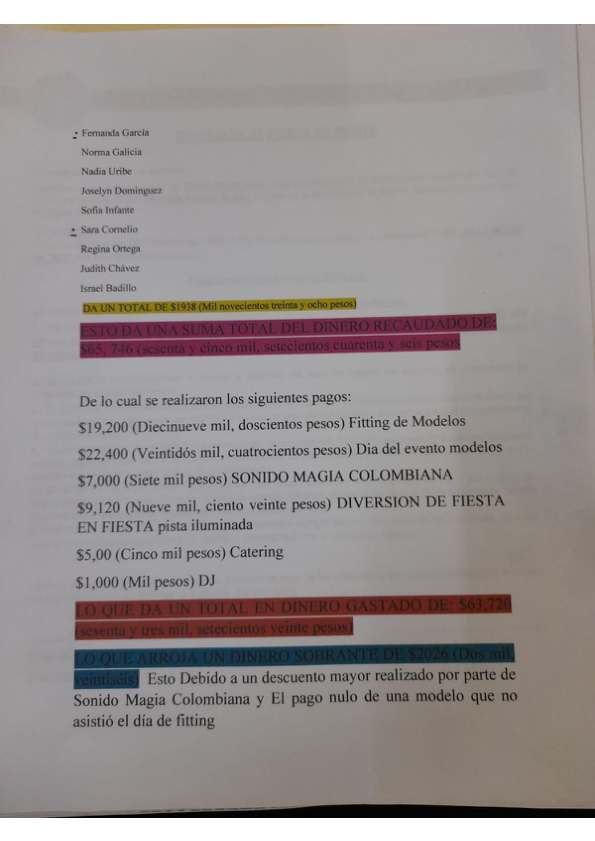 Fernanda García
Norma Galicia
Nadia Uribe
Joselyn Dominguez
Sofia Infante
Sara Cornelio
Regina Ortega
Judith Chávez
Israel Badillo
DA UN TOTAL DE $1938 (Mil novecientos treinta y ocho pesos)
ESTO DA UNA SUMA TOTAL DEL DINERO RECAUDADO DE:
$65, 746 (sesenta y cinco mil, setecientos cuarenta y seis pesos
De lo cual se realizaron los siguientes pagos:
$19,200 (Diecinueve mil, doscientos pesos) Fitting de Modelos
$22,400 (Veintidós mil, cuatrocientos pesos) Dia del evento modelos
$7,000 (Siete mil pesos) SONIDO MAGIA COLOMBIANA
$9,120 (Nueve mil, ciento veinte pesos) DIVERSION DE FIESTA
EN FIESTA pista iluminada
$5,00 (Cinco mil pesos) Catering
$1,000 (Mil pesos) DJ
LO QUE DA UN TOTAL EN DINERO GASTADO DE: $63,720
(sesenta y tres mil, setecientos veinte pesos)
LO QUE ARROJA UN DINERO SOBRANTE DE $2026 (Dos mil,
veintiséis) Esto Debido a un descuento mayor realizado por parte de
Sonido Magia Colombiana y El pago nulo de una modelo que no
asistió el día de fitting